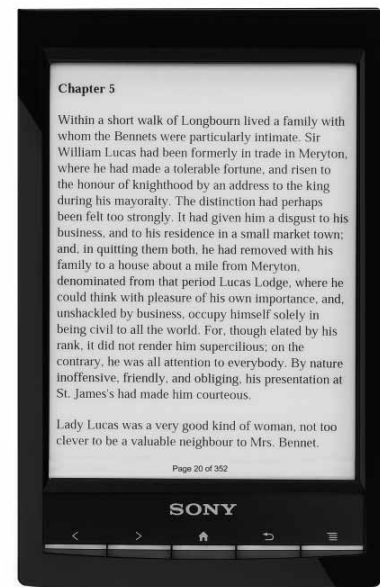 Chapter 5
Within a short walk of Longbourn lived a family with
whom the Bennets were particularly intimate. Sir
William Lucas had been formerly in trade in Meryton,
where he had made a tolerable fortune, and risen to
the honour of knighthood by an address to the king
during his mayoralty. The distinction had perhaps
been felt too strongly. It had given him a disgust to his
business, and to his residence in a small market town;
and, in quitting them both, he had removed with his
family to a house about a mile from Meryton,
denominated from that period Lucas Lodge, where he
could think with pleasure of his own importance, and,
unshackled by business, occupy himself solely in
being civil to all the world. For, though elated by his
rank, it did not render him supercilious; on the
contrary, he was all attention to everybody. By nature
inoffensive, friendly, and obliging, his presentation at
St. James's had made him courteous.
Lady Lucas was a very good kind of woman, not too
clever to be a valuable neighbour to Mrs. Bennet.
Page 20 of 352
SONY